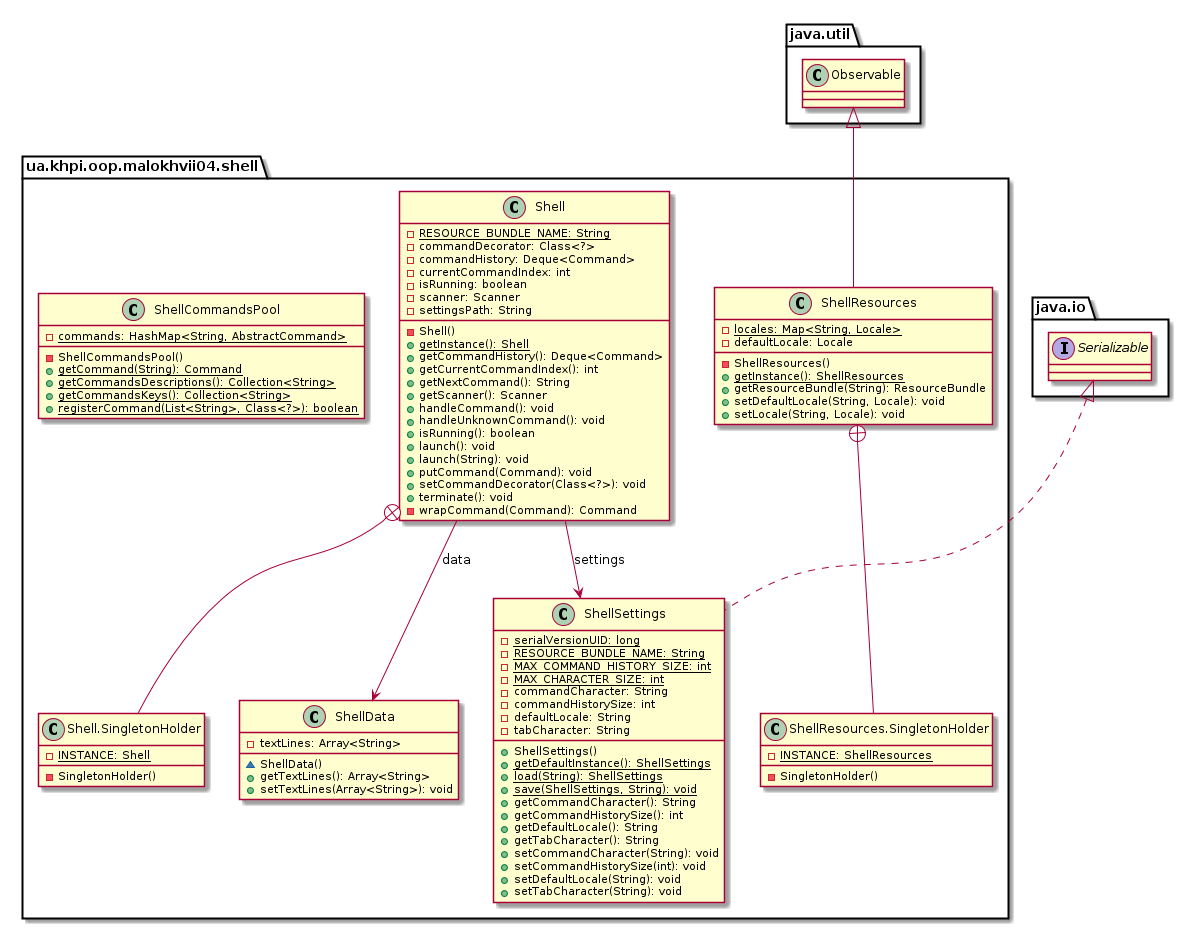 java.util
C Observable
ua.khpi.oop.malokhvii04.shell
C Shell
RESOURCE_BUNDLE_NAME: String
commandDecorator: Class<?>
commandHistory: Deque<Command>
currentCommandIndex: int
isRunning: boolean
scanner: Scanner
settingsPath: String
Shell()
getInstance(): Shell
getCommandHistory(): Deque<Command>
getCurrentCommandIndex(): int
getNextCommand(): String
getScanner(): Scanner
handleCommand(): void
handleUnknownCommand(): void
isRunning(): boolean
launch(): void
launch(String): void
putCommand(Command): void
setCommandDecorator(Class<?>): void
terminate(): void
wrapCommand(Command): Command
C ShellCommandsPool
commands: HashMap<String, AbstractCommand>
ShellCommandsPool()
getCommand(String): Command
getCommandsDescriptions(): Collection<String>
getCommandsKeys(): Collection<String>
registerCommand(List<String>, Class<?>): boolean
C ShellResources
locales: Map<String, Locale>
defaultLocale: Locale
ShellResources()
getInstance(): ShellResources
getResourceBundle(String): ResourceBundle
setDefaultLocale(String, Locale): void
setLocale(String, Locale): void
java.io
I Serializable
data
settings
C Shell.SingletonHolder
INSTANCE: Shell
SingletonHolder()
C ShellData
textLines: Array<String>
ShellData()
getTextLines(): Array<String>
setTextLines(Array<String>): void
C ShellSettings
serialVersionUID: long
RESOURCE_BUNDLE_NAME: String
MAX_COMMAND_HISTORY_SIZE: int
MAX_CHARACTER_SIZE: int
commandCharacter: String
commandHistorySize: int
defaultLocale: String
tabCharacter: String
ShellSettings()
getDefaultInstance(): ShellSettings
load(String): ShellSettings
save(ShellSettings, String): void
getCommandCharacter(): String
getCommandHistorySize(): int
getDefaultLocale(): String
getTabCharacter(): String
setCommandCharacter(String): void
setCommandHistorySize(int): void
setDefaultLocale(String): void
setTabCharacter(String): void
C ShellResources.SingletonHolder
INSTANCE: ShellResources
SingletonHolder()